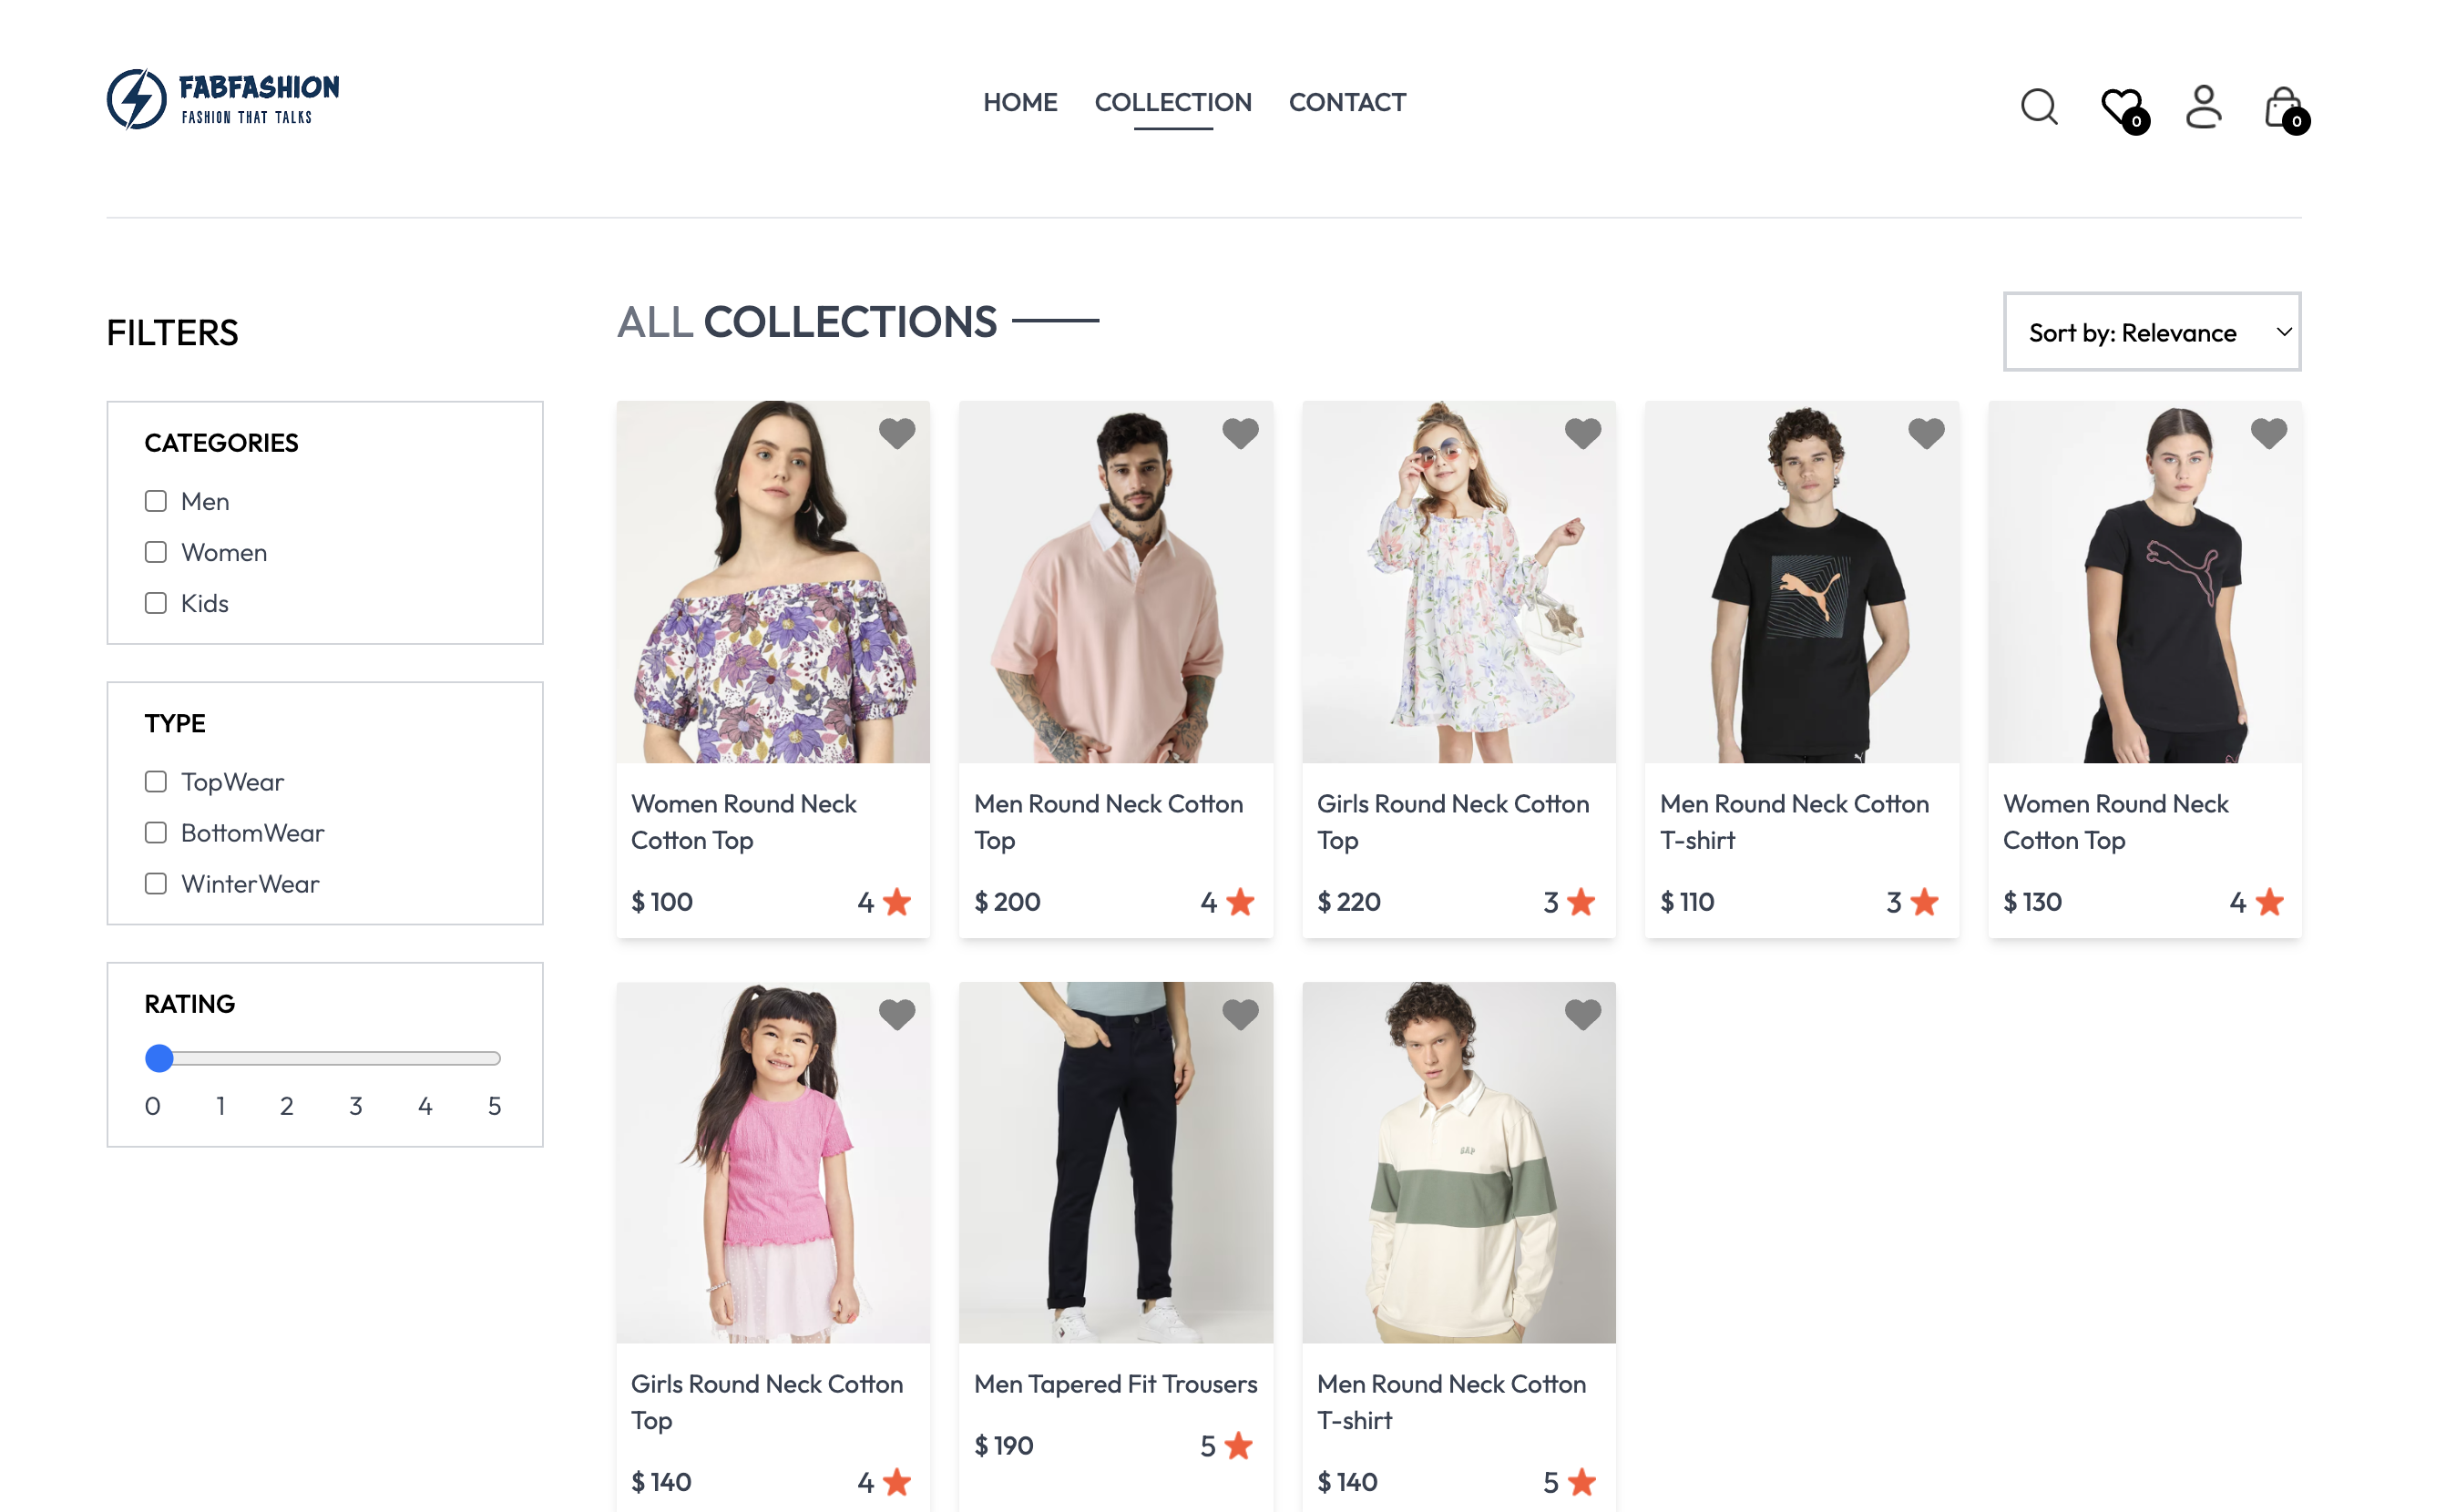 FABFASHION
FASHION THAT TALKS
HOME COLLECTION CONTACT
0 0
FILTERS
ALL COLLECTIONS
Sort by: Relevance
CATEGORIES
Men
Women
Kids
TYPE
TopWear
BottomWear
WinterWear
RATING
0 1 2 3 4 5
Women Round Neck
Cotton Top
$ 100 4
Men Round Neck Cotton
Top
$ 200 4
Girls Round Neck Cotton
Top
$ 220 3
Men Round Neck Cotton
T-shirt
$ 110 3
Women Round Neck
Cotton Top
$ 130 4
Girls Round Neck Cotton
Top
$ 140 4
Men Tapered Fit Trousers
$ 190 5
GAP
Men Round Neck Cotton
T-shirt
$ 140 5